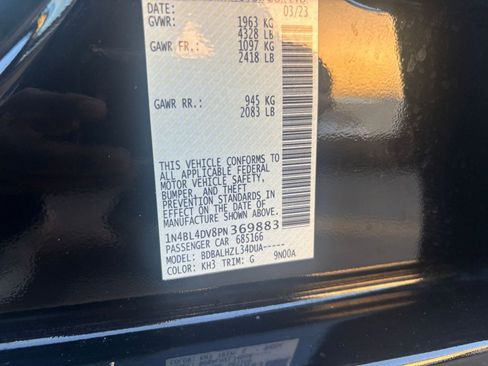 DATE: 03/23
GVWR: 1963 KG
4328 LB
GAWR FR.: 1097 KG
2418 LB
GAWR RR.: 945 KG
2083 LB
THIS VEHICLE CONFORMS TO
ALL APPLICABLE FEDERAL
MOTOR VEHICLE SAFETY,
BUMPER, AND THEFT
PREVENTION STANDARDS IN
EFFECT ON THE DATE OF
MANUFACTURE SHOWN ABOVE.
1N4BL4DV8PN369883
PASSENGER CAR 685166
MODEL: BDBALHZL34DUA-----
COLOR: KH3 TRIM: G 9N00A